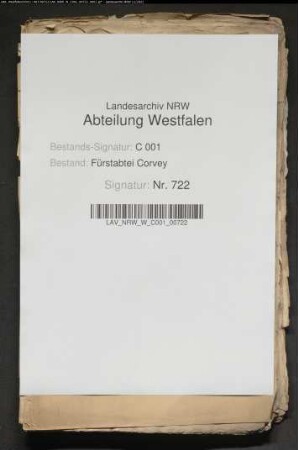 Landesarchiv NRW
Abteilung Westfalen
Bestands-Signatur: C 001
Bestand: Fürstabtei Corvey
Signatur: Nr. 722
LAV_NRW_W_C001_00722